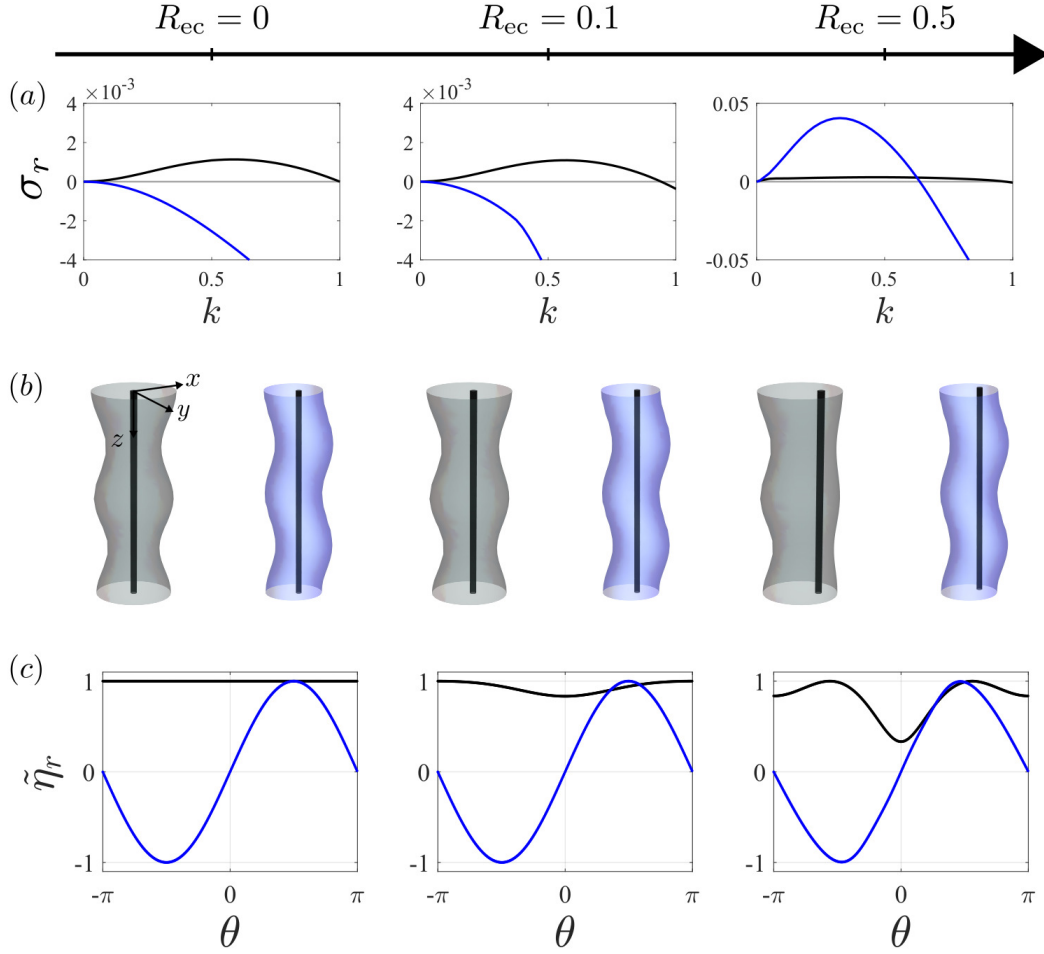 R_ec = 0 R_ec = 0.1 R_ec = 0.5
(a)
×10⁻³ ×10⁻³
4 4 0.05
2 2
σ_r 0 0 0
-2 -2
-4 -4 -0.05
0 0.5 1 0 0.5 1 0 0.5 1
k k k
(b)
x
y
z
(c)
1 1 1
η̃_r 0 0 0
-1 -1 -1
-π 0 π -π 0 π -π 0 π
θ θ θ